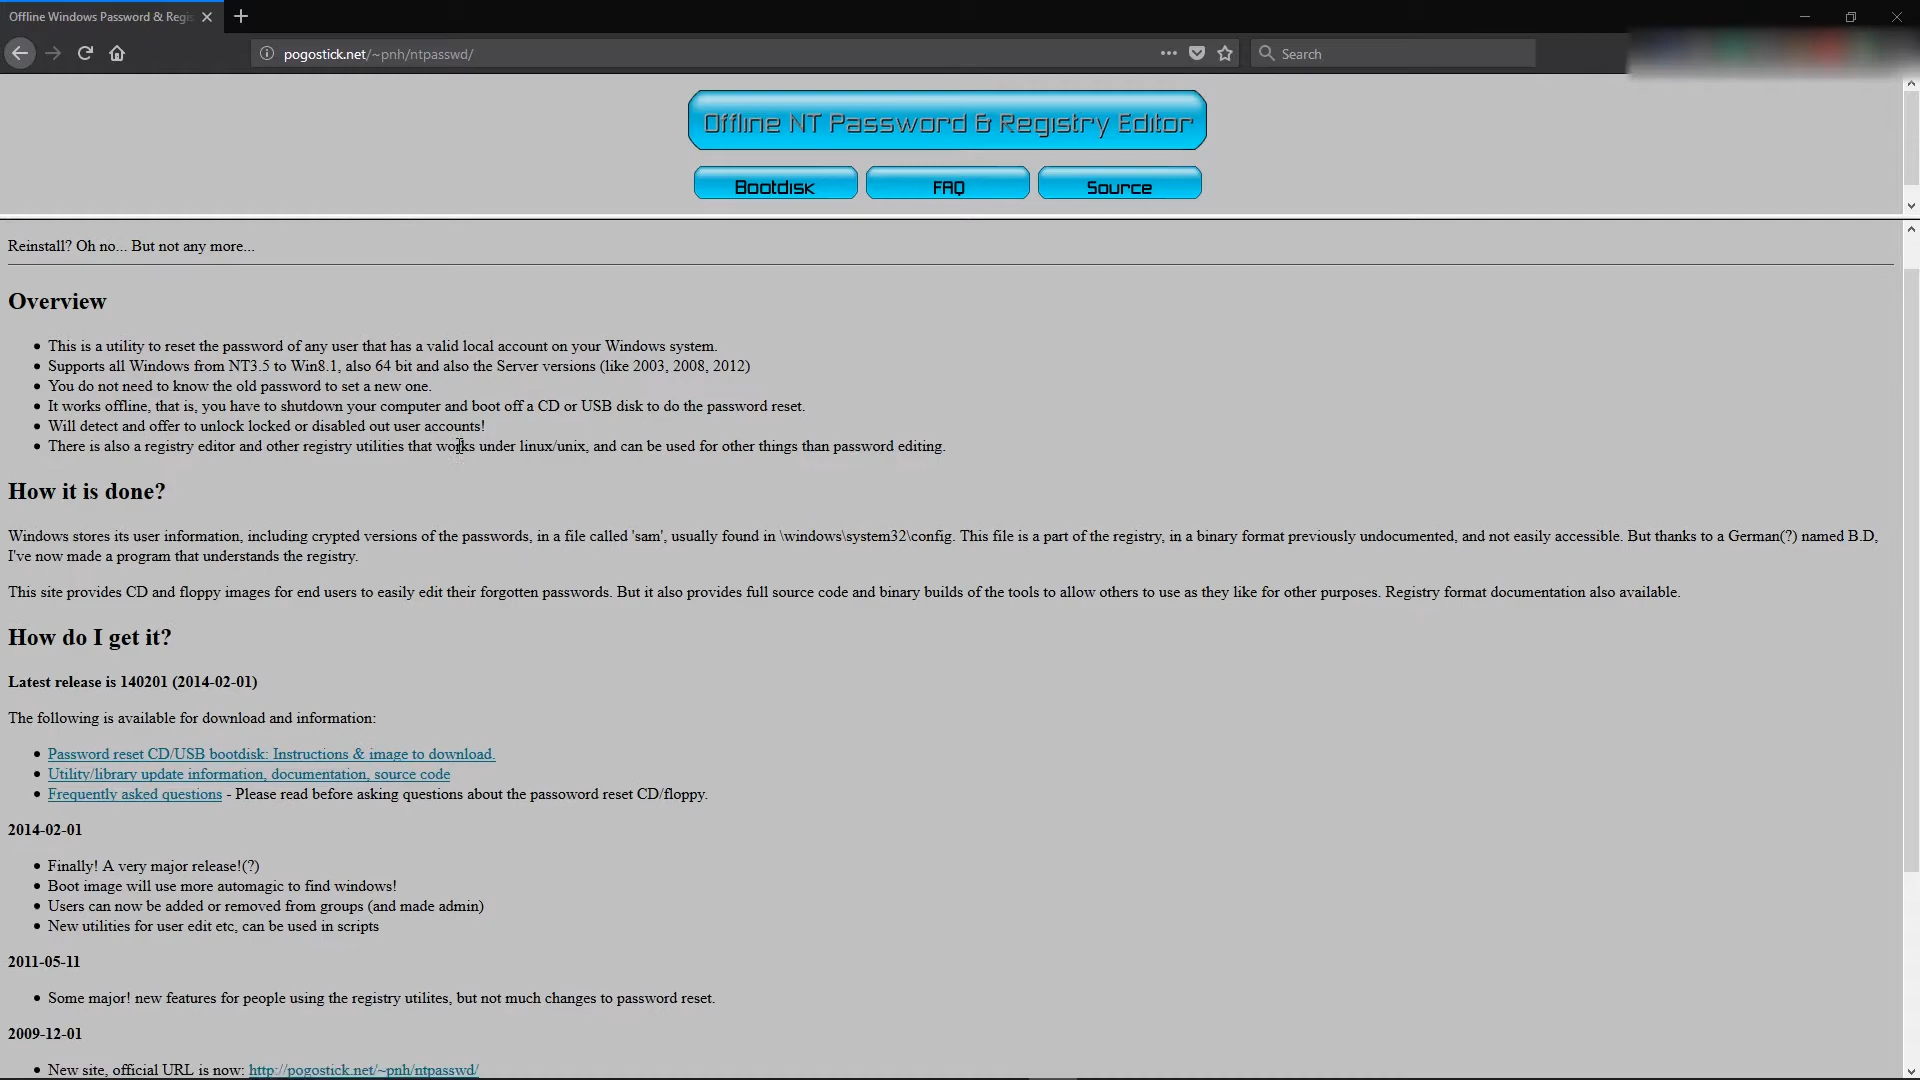 Offline Windows Password & Regis
pogostick.net/~pnh/ntpasswd/
Search
Offline NT Password & Registry Editor
Bootdisk
FAQ
Source
Reinstall? Oh no... But not any more...
Overview
This is a utility to reset the password of any user that has a valid local account on your Windows system.
Supports all Windows from NT3.5 to Win8.1, also 64 bit and also the Server versions (like 2003, 2008, 2012)
You do not need to know the old password to set a new one.
It works offline, that is, you have to shutdown your computer and boot off a CD or USB disk to do the password reset.
Will detect and offer to unlock locked or disabled out user accounts!
There is also a registry editor and other registry utilities that works under linux/unix, and can be used for other things than password editing.
How it is done?
Windows stores its user information, including crypted versions of the passwords, in a file called 'sam', usually found in \windows\system32\config. This file is a part of the registry, in a binary format previously undocumented, and not easily accessible. But thanks to a German(?) named B.D,
I've now made a program that understands the registry.
This site provides CD and floppy images for end users to easily edit their forgotten passwords. But it also provides full source code and binary builds of the tools to allow others to use as they like for other purposes. Registry format documentation also available.
How do I get it?
Latest release is 140201 (2014-02-01)
The following is available for download and information:
Password reset CD/USB bootdisk: Instructions & image to download.
Utility/library update information, documentation, source code
Frequently asked questions - Please read before asking questions about the passoword reset CD/floppy.
2014-02-01
Finally! A very major release!(?)
Boot image will use more automagic to find windows!
Users can now be added or removed from groups (and made admin)
New utilities for user edit etc, can be used in scripts
2011-05-11
Some major! new features for people using the registry utilites, but not much changes to password reset.
2009-12-01
New site, official URL is now: http://pogostick.net/~pnh/ntpasswd/